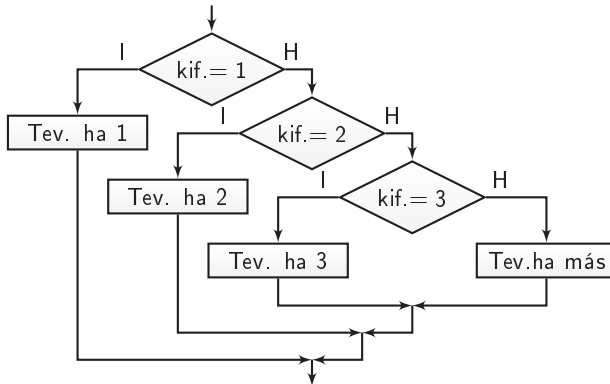 I
H
kif.= 1
Tev. ha 1
I
H
kif.= 2
Tev. ha 2
I
H
kif.= 3
Tev. ha 3
Tev.ha más